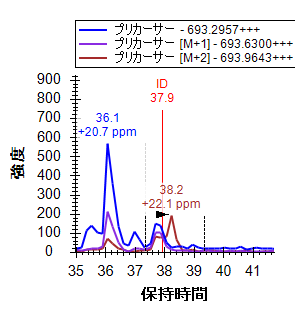 プリカーサー - 693.2957+++
プリカーサー [M+1] - 693.6300+++
プリカーサー [M+2] - 693.9643+++
900
800
700
600
500
400
300
200
100
0
強度
ID
37.9
36.1
+20.7 ppm
38.2
+22.1 ppm
35 36 37 38 39 40 41
保持時間